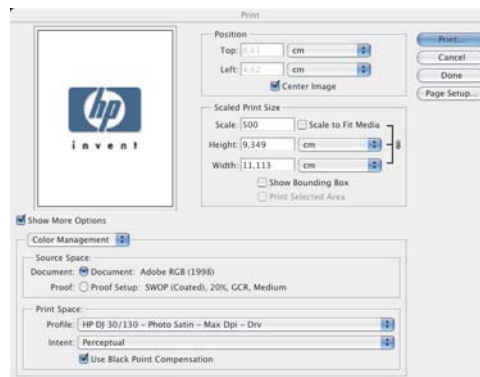 Print
hp
invent
Position
Top: 4,61 cm
Left: 4,62 cm
Center Image
Scaled Print Size
Scale: 500 Scale to Fit Media
Height: 9,349 cm
Width: 11,113 cm
Show Bounding Box
Print Selected Area
Print...
Cancel
Done
Page Setup...
Show More Options
Color Management
Source Space:
Document: Document: Adobe RGB (1998)
Proof: Proof Setup: SWOP (Coated), 20%, GCR, Medium
Print Space:
Profile: HP DJ 30/130 - Photo Satin - Max Dpi - Drv
Intent: Perceptual
Use Black Point Compensation